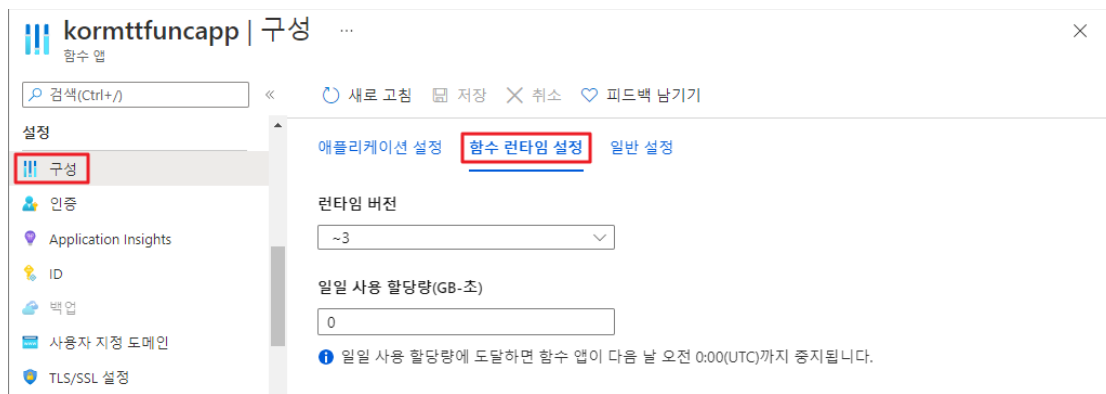 kormttfuncapp | 구성 ...
함수 앱
검색(Ctrl+/)
«
새로 고침 저장 취소 피드백 남기기
설정
구성
인증
Application Insights
ID
백업
사용자 지정 도메인
TLS/SSL 설정
애플리케이션 설정 함수 런타임 설정 일반 설정
런타임 버전
~3
일일 사용 할당량(GB-초)
0
일일 사용 할당량에 도달하면 함수 앱이 다음 날 오전 0:00(UTC)까지 중지됩니다.